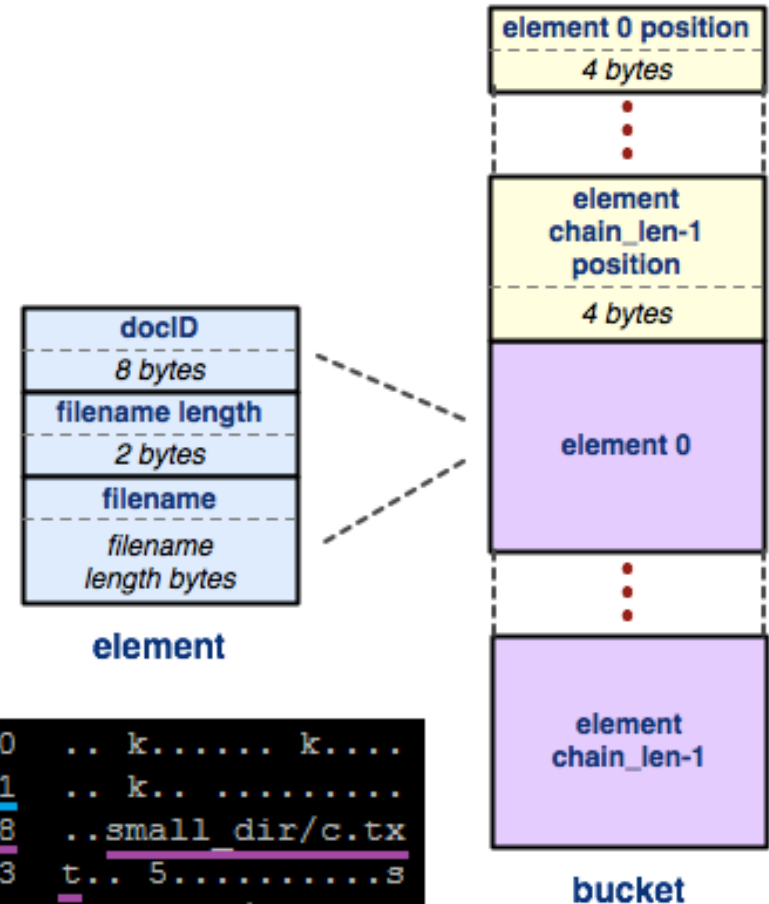 element 0 position
4 bytes
element
chain_len-1
position
4 bytes
docID
8 bytes
filename length
2 bytes
element 0
filename
filename
length bytes
element
element
chain_len-1
0 .. k...... k....
1 .. k.. .........
8 ..small_dir/c.tx
3 t.. 5..........s
bucket